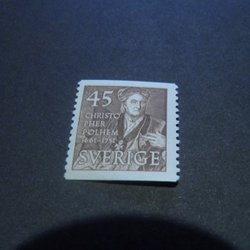 45
CHRISTO
PHER
POLHEM
1661-1751
SVERIGE